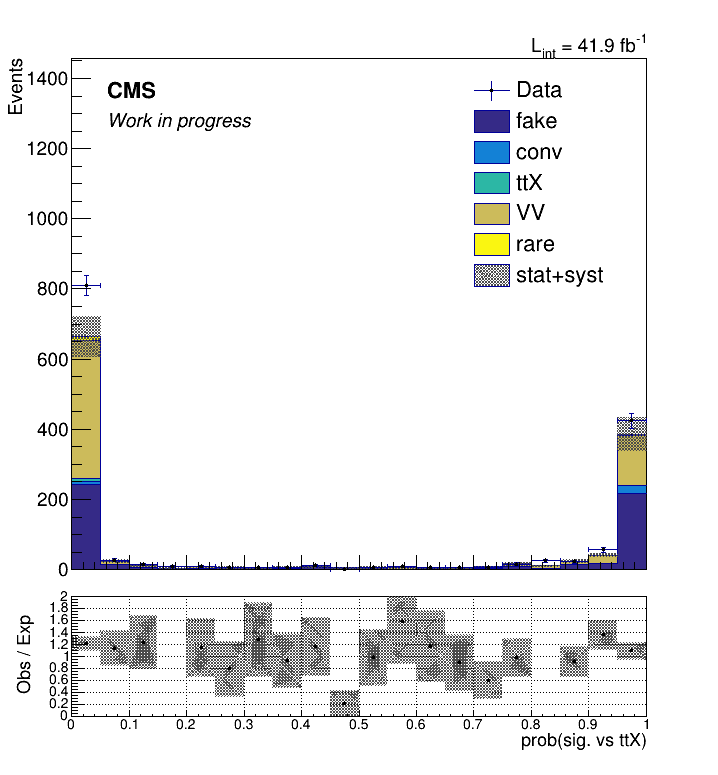 L_int = 41.9 fb^-1
Events
1400
1200
1000
800
600
400
200
0
CMS
Work in progress
Data
fake
conv
ttX
VV
rare
stat+syst
Obs / Exp
2
1.8
1.6
1.4
1.2
1
0.8
0.6
0.4
0.2
0
0 0.1 0.2 0.3 0.4 0.5 0.6 0.7 0.8 0.9 1
prob(sig. vs ttX)